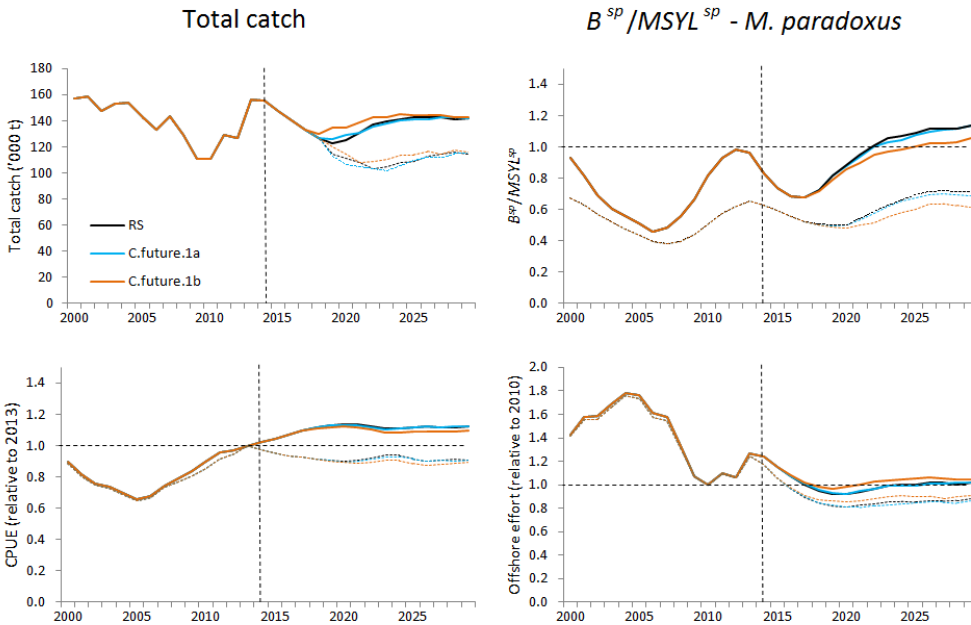 Total catch
B sp /MSYL sp - M. paradoxus
Total catch ('000 t)
180
160
140
120
100
80
60
40
20
0
RS
C.future.1a
C.future.1b
2000 2005 2010 2015 2020 2025
B sp/MSYL sp
1.4
1.2
1.0
0.8
0.6
0.4
0.2
0.0
2000 2005 2010 2015 2020 2025
CPUE (relative to 2013)
1.4
1.2
1.0
0.8
0.6
0.4
0.2
0.0
2000 2005 2010 2015 2020 2025
Offshore effort (relative to 2010)
2.0
1.8
1.6
1.4
1.2
1.0
0.8
0.6
0.4
0.2
0.0
2000 2005 2010 2015 2020 2025